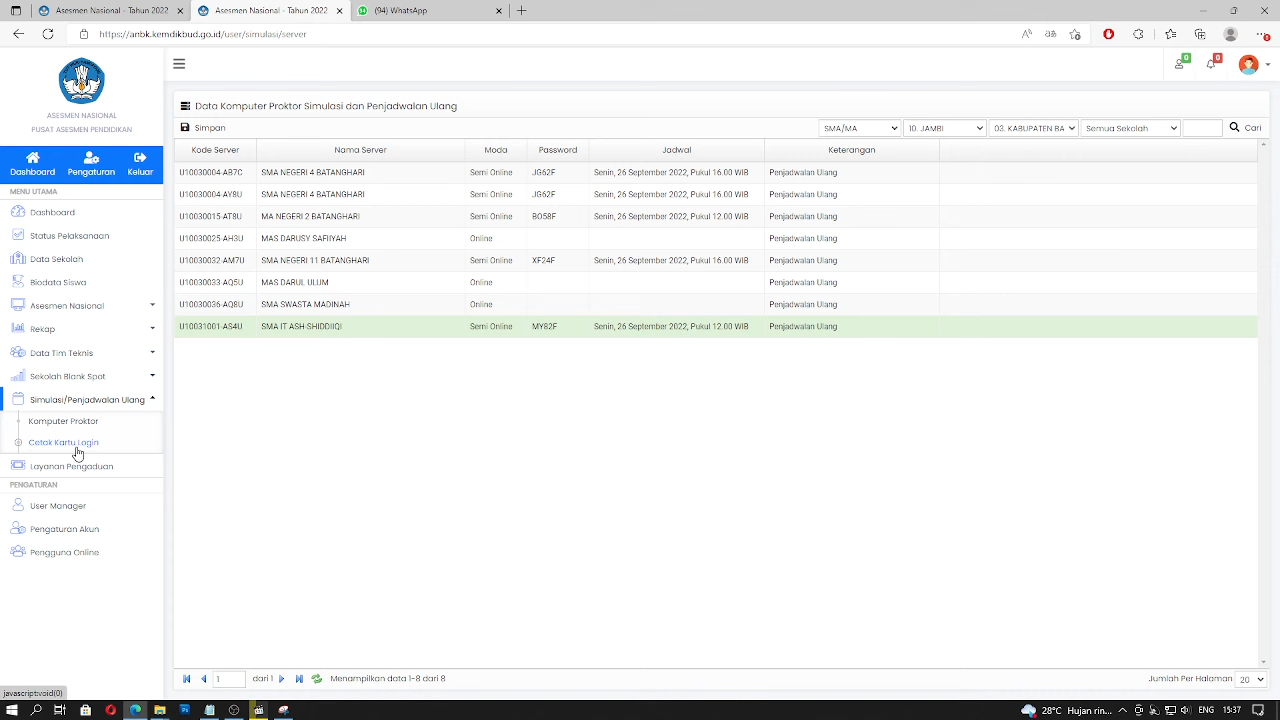 Asesmen Nasional - Tahun 2022
Asesmen Nasional - Tahun 2022
(94) WhatsApp
https://anbk.kemdikbud.go.id/user/simulasi/server
ASESMEN NASIONAL
PUSAT ASESMEN PENDIDIKAN
Dashboard Pengaturan Keluar
MENU UTAMA
Dashboard
Status Pelaksanaan
Data Sekolah
Biodata Siswa
Asesmen Nasional
Rekap
Data Tim Teknis
Sekolah Blank Spot
Simulasi/Penjadwalan Ulang
Komputer Proktor
Cetak Kartu Login
Layanan Pengaduan
PENGATURAN
User Manager
Pengaturan Akun
Pengguna Online
javascript:void(0)
0 0
Data Komputer Proktor Simulasi dan Penjadwalan Ulang
Simpan SMA/MA 10. JAMBI 03. KABUPATEN BA Semua Sekolah Cari
Kode Server Nama Server Moda Password Jadwal Keterangan
U10030004-AB7C SMA NEGERI 4 BATANGHARI Semi Online JG62F Senin, 26 September 2022, Pukul 16.00 WIB Penjadwalan Ulang
U10030004-AY8U SMA NEGERI 4 BATANGHARI Semi Online JG62F Senin, 26 September 2022, Pukul 16.00 WIB Penjadwalan Ulang
U10030015-AT8U MA NEGERI 2 BATANGHARI Semi Online BO58F Senin, 26 September 2022, Pukul 12.00 WIB Penjadwalan Ulang
U10030025-AH3U MAS DARUSY SAFIIYAH Online Penjadwalan Ulang
U10030032-AM7U SMA NEGERI 11 BATANGHARI Semi Online XF24F Senin, 26 September 2022, Pukul 16.00 WIB Penjadwalan Ulang
U10030033-AQ5U MAS DARUL ULUM Online Penjadwalan Ulang
U10030036-AQ8U SMA SWASTA MADINAH Online Penjadwalan Ulang
U10031001-AS4U SMA IT ASH-SHIDDIIQI Semi Online MY82F Senin, 26 September 2022, Pukul 12.00 WIB Penjadwalan Ulang
1 dari 1 Menampilkan data 1-8 dari 8 Jumlah Per Halaman 20
28°C Hujan rin... ENG 15:37